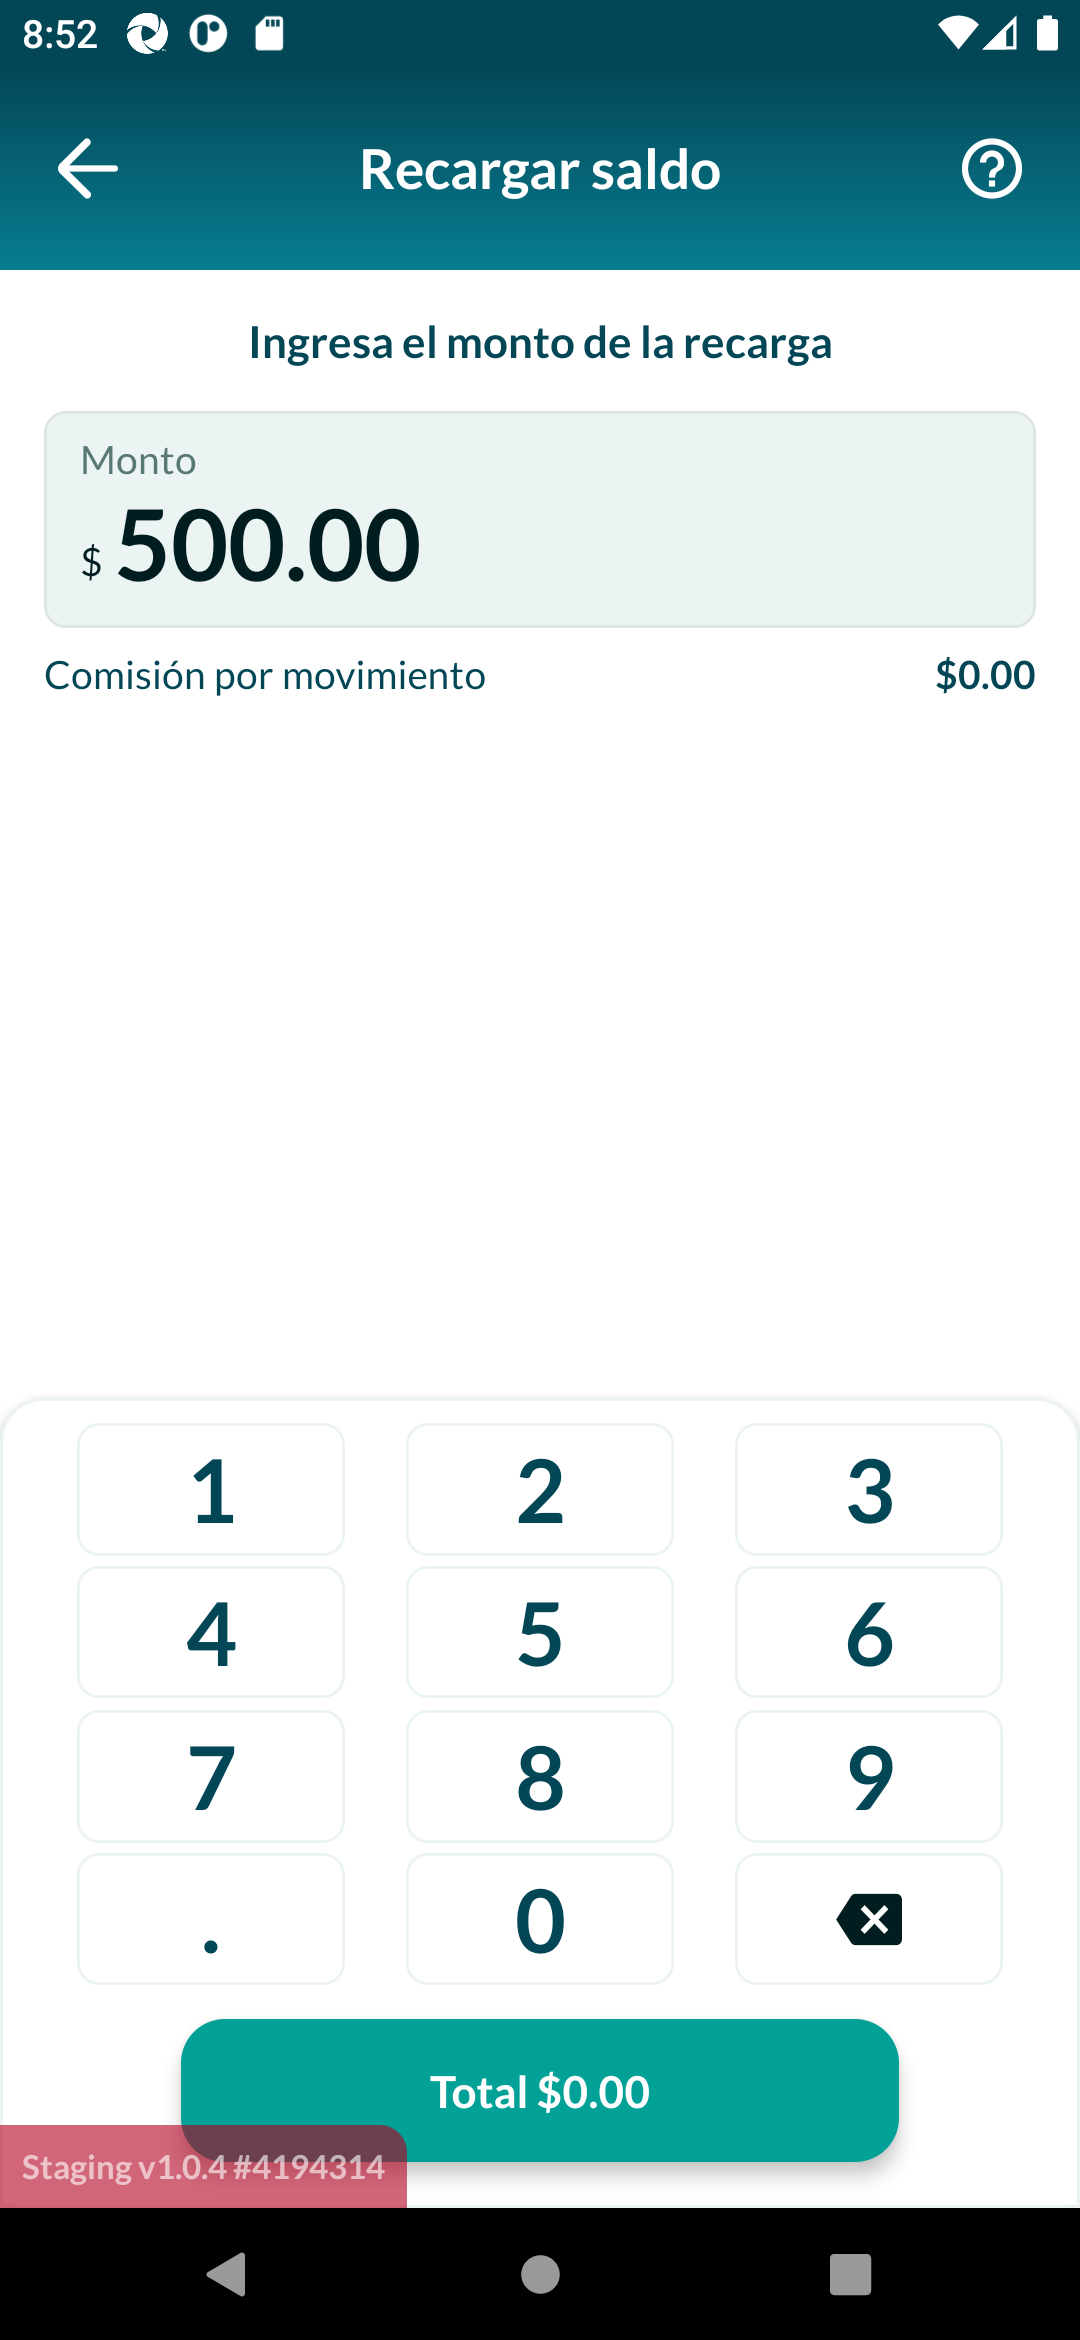 8:52
Recargar saldo
Ingresa el monto de la recarga
Monto
$ 500.00
Comisión por movimiento $0.00
1 2 3
4 5 6
7 8 9
. 0
Total $0.00
Staging v1.0.4 #4194314